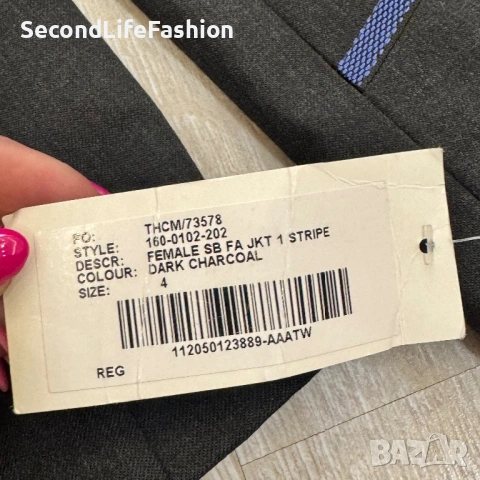 SecondLifeFashion
FO: THCM/73578
STYLE: 160-0102-202
DESCR: FEMALE SB FA JKT 1 STRIPE
COLOUR: DARK CHARCOAL
SIZE: 4
112050123889-AAATW
REG
BAZAR